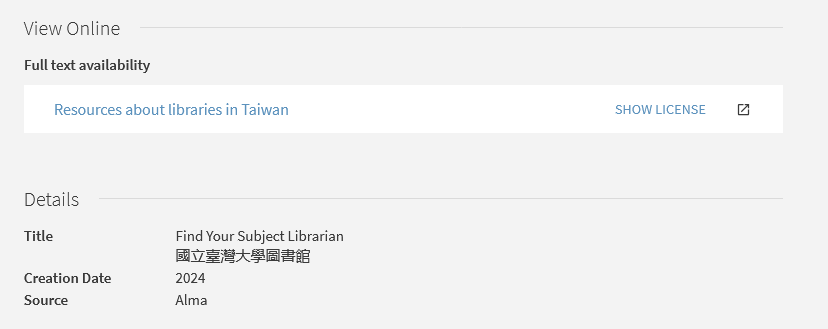 View Online
Full text availability
Resources about libraries in Taiwan SHOW LICENSE
Details
Title Find Your Subject Librarian
國立臺灣大學圖書館
Creation Date 2024
Source Alma